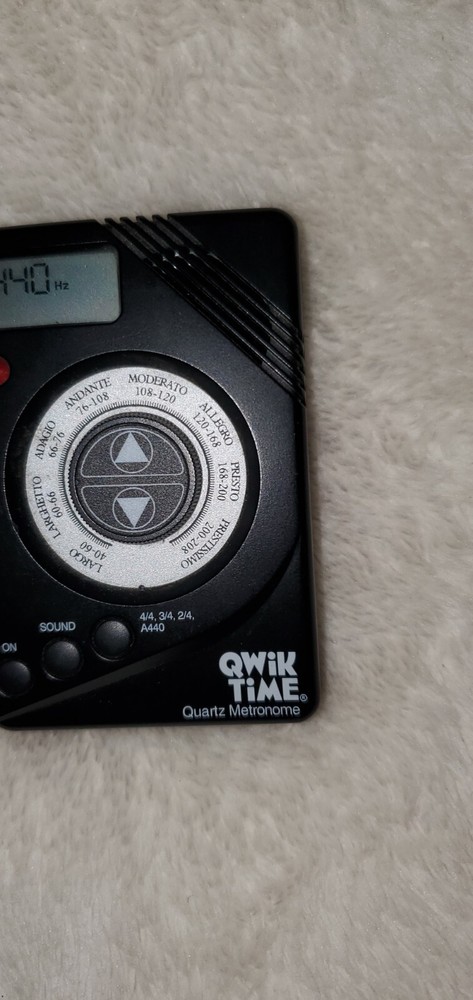 440 Hz
LARGO
40-60
LARGHETTO
60-66
ADAGIO
66-76
ANDANTE
76-108
MODERATO
108-120
ALLEGRO
120-168
PRESTO
168-200
PRESTISSIMO
200-208
ON
SOUND
4/4, 3/4, 2/4,
A440
QWiK
TiME®
Quartz Metronome